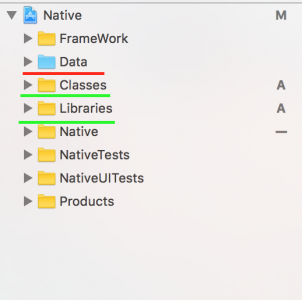 Native M
FrameWork
Data
Classes A
Libraries A
Native —
NativeTests
NativeUITests
Products